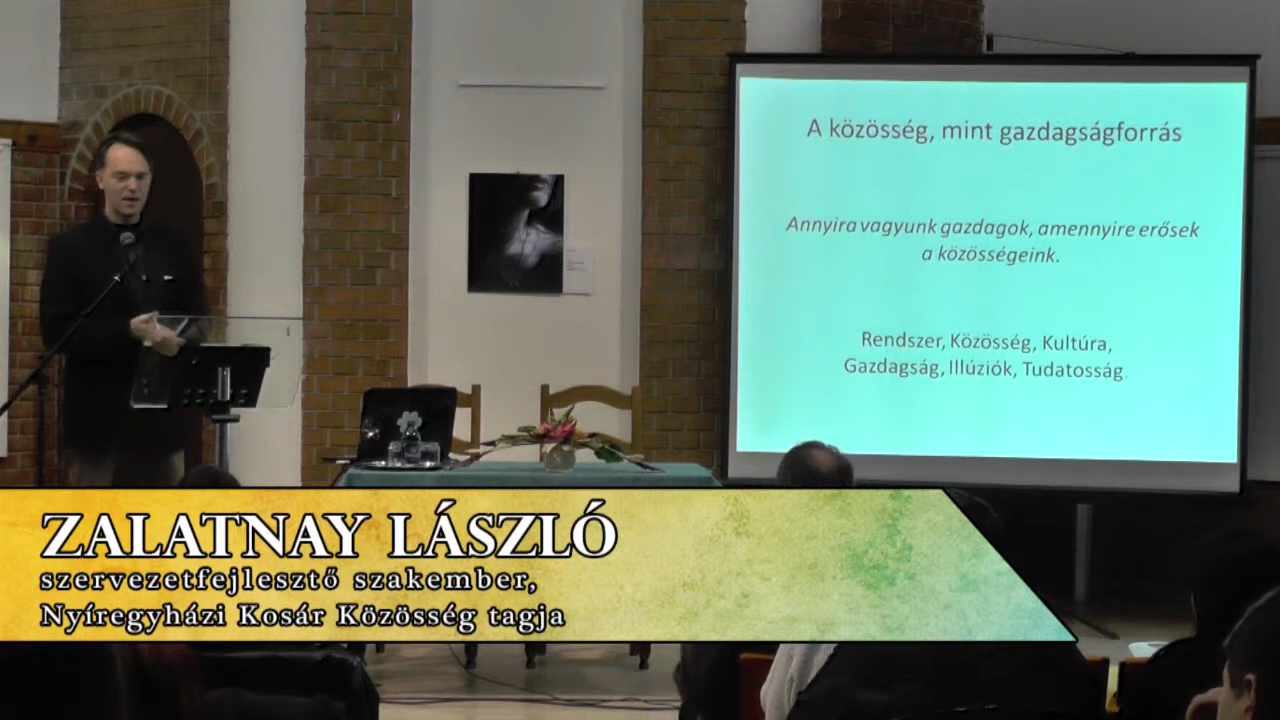 A közösség, mint gazdagságforrás
Annyira vagyunk gazdagok, amennyire erősek
a közösségeink.
Rendszer, Közösség, Kultúra,
Gazdagság, Illúziók, Tudatosság.
ZALATNAY LÁSZLÓ
szervezetfejlesztő szakember,
Nyíregyházi Kosár Közösség tagja